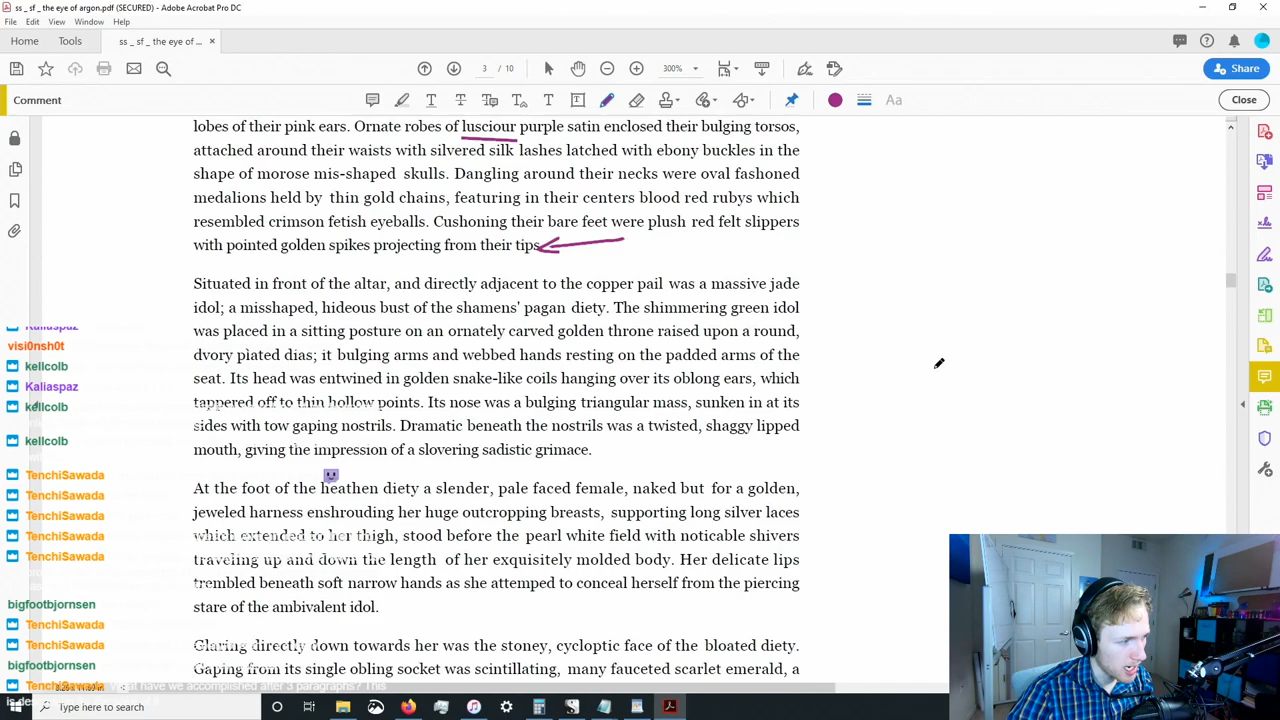 ss _ sf _ the eye of argon.pdf (SECURED) - Adobe Acrobat Pro DC
File Edit View Window Help
Home Tools ss _ sf _ the eye of ... ×
3 / 10 300% Share
Comment Aa Close
lobes of their pink ears. Ornate robes of lusciour purple satin enclosed their bulging torsos,
attached around their waists with silvered silk lashes latched with ebony buckles in the
shape of morose mis-shaped skulls. Dangling around their necks were oval fashoned
medalions held by thin gold chains, featuring in their centers blood red rubys which
resembled crimson fetish eyeballs. Cushoning their bare feet were plush red felt slippers
with pointed golden spikes projecting from their tips
Situated in front of the altar, and directly adjacent to the copper pail was a massive jade
idol; a misshaped, hideous bust of the shamens' pagan diety. The shimmering green idol
was placed in a sitting posture on an ornately carved golden throne raised upon a round,
dvory plated dias; it bulging arms and webbed hands resting on the padded arms of the
seat. Its head was entwined in golden snake-like coils hanging over its oblong ears, which
tappered off to thin hollow points. Its nose was a bulging triangular mass, sunken in at its
sides with tow gaping nostrils. Dramatic beneath the nostrils was a twisted, shaggy lipped
mouth, giving the impression of a slovering sadistic grimace.
At the foot of the heathen diety a slender, pale faced female, naked but for a golden,
jeweled harness enshrouding her huge outcropping breasts, supporting long silver laces
which extended to her thigh, stood before the pearl white field with noticable shivers
traveling up and down the length of her exquisitely molded body. Her delicate lips
trembled beneath soft narrow hands as she attemped to conceal herself from the piercing
stare of the ambivalent idol.
Glaring directly down towards her was the stoney, cycloptic face of the bloated diety.
Gaping from its single obling socket was scintillating, many fauceted scarlet emerald, a
Kaliaspaz
visi0nsh0t
kellcolb
Kaliaspaz
kellcolb
kellcolb
TenchiSawada
TenchiSawada
TenchiSawada
TenchiSawada
TenchiSawada
bigfootbjornsen
TenchiSawada
TenchiSawada
bigfootbjornsen
TenchiSawada What have we accomplished after 3 paragraphs? This
Type here to search